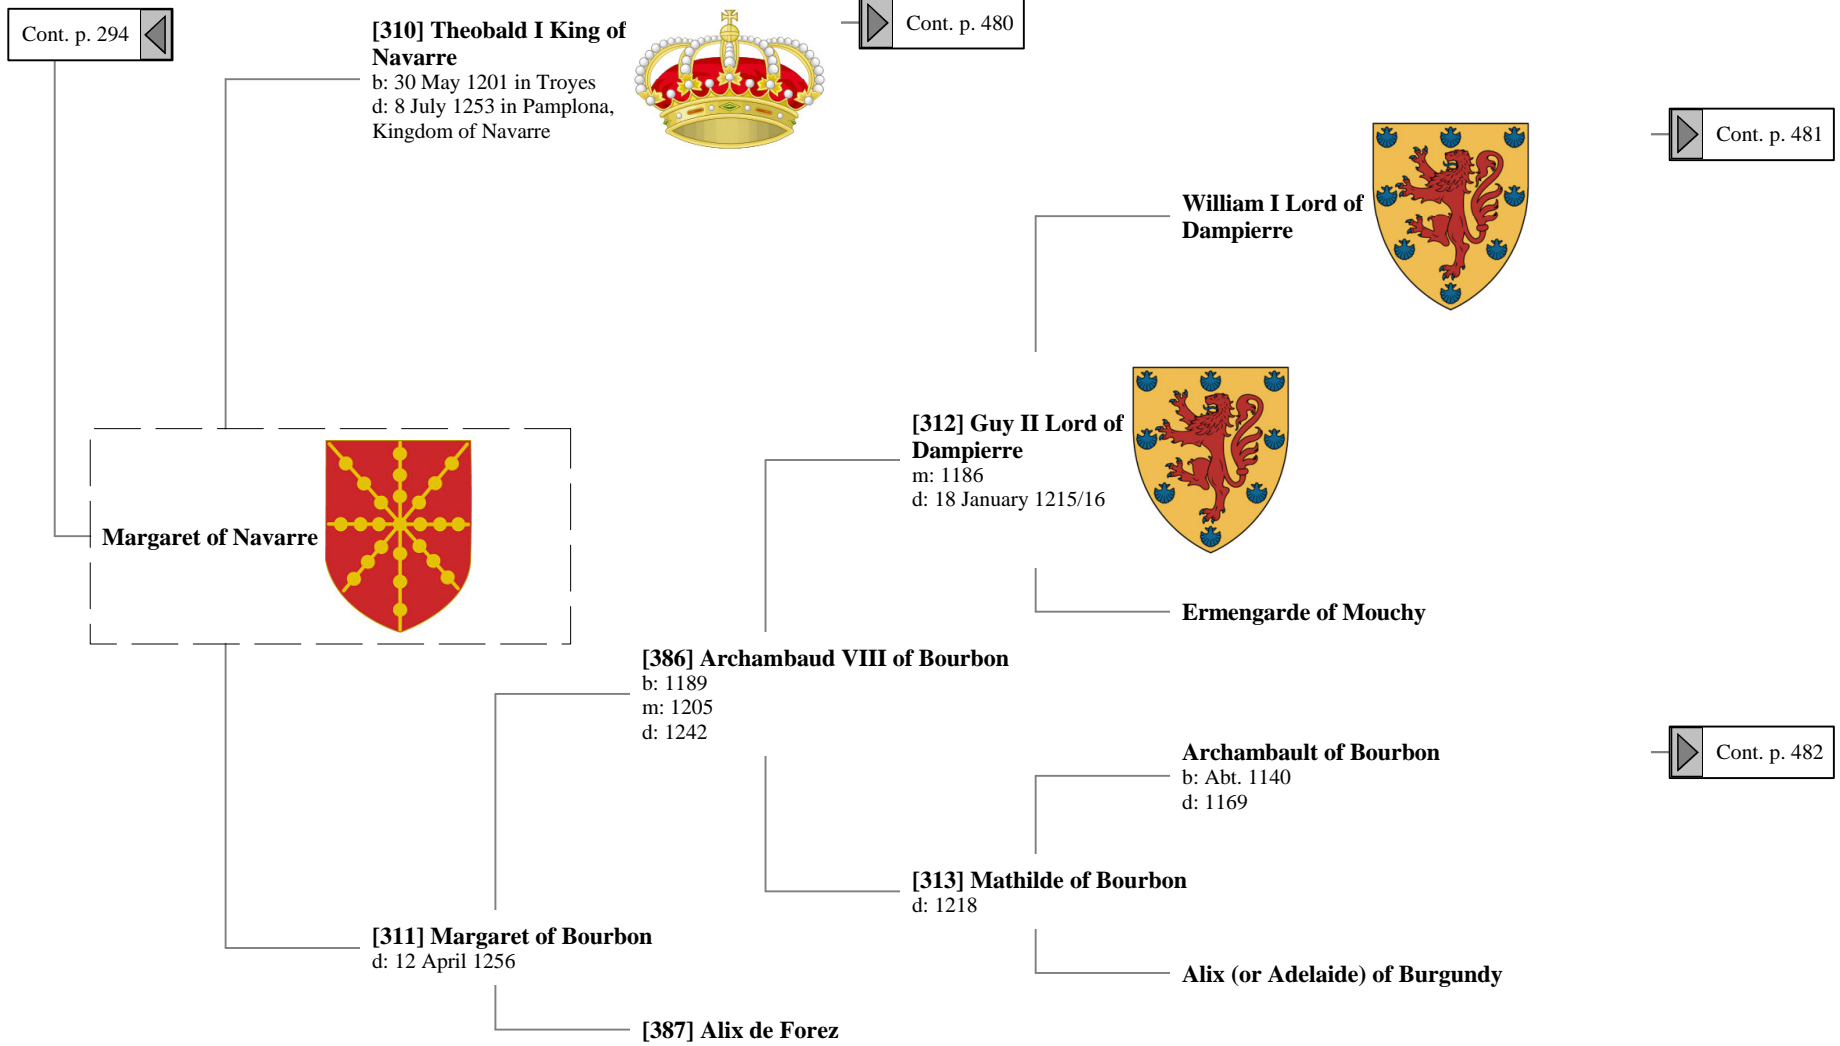 Cont. p. 294
[310] Theobald I King of
Navarre
b: 30 May 1201 in Troyes
d: 8 July 1253 in Pamplona,
Kingdom of Navarre
Cont. p. 480
Cont. p. 481
William I Lord of
Dampierre
[312] Guy II Lord of
Dampierre
m: 1186
d: 18 January 1215/16
Margaret of Navarre
Ermengarde of Mouchy
[386] Archambaud VIII of Bourbon
b: 1189
m: 1205
d: 1242
Archambault of Bourbon
b: Abt. 1140
d: 1169
Cont. p. 482
[313] Mathilde of Bourbon
d: 1218
[311] Margaret of Bourbon
d: 12 April 1256
Alix (or Adelaide) of Burgundy
[387] Alix de Forez